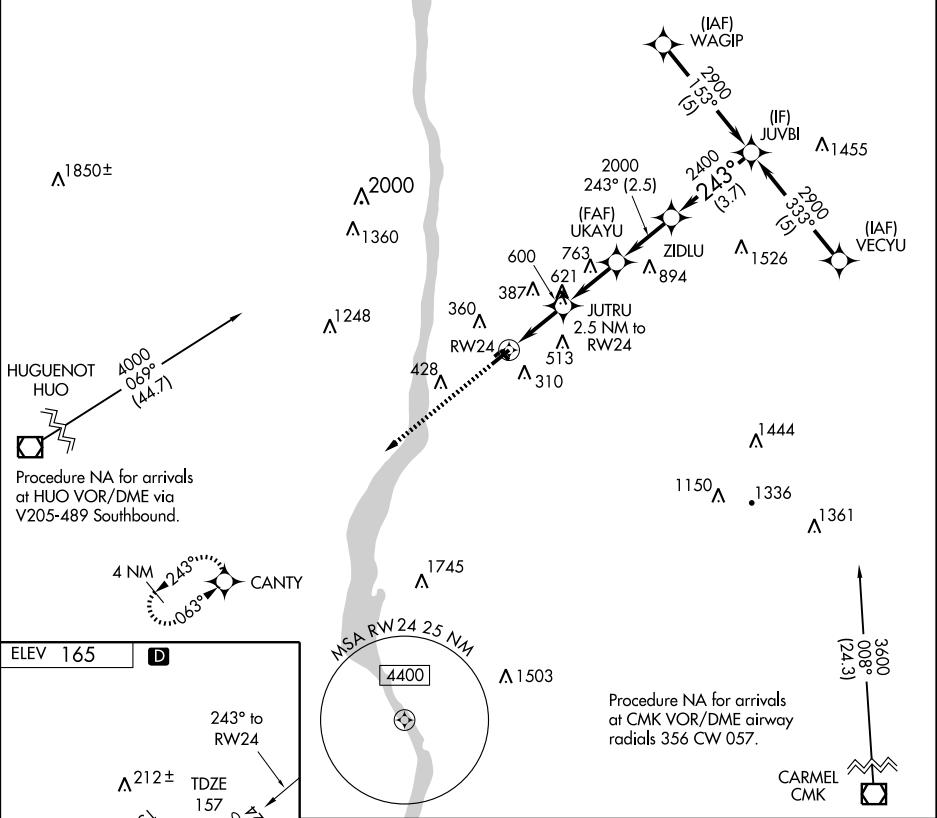 (IAF)
WAGIP
2900
153°
(5)
(IF)
JUVBI
1455
2400
243°
(3.7)
2000
243° (2.5)
2900
333°
(5)
(IAF)
VECYU
1850±
2000
1360
(FAF)
UKAYU
ZIDLU
1526
763
894
600
621
387
JUTRU
2.5 NM to
RW24
360
RW24
513
310
1248
428
4000
069°
(44.7)
HUGUENOT
HUO
Procedure NA for arrivals
at HUO VOR/DME via
V205-489 Southbound.
1444
1150
1336
1361
4 NM
243°
063°
CANTY
1745
MSA RW24 25 NM
4400
1503
3600
008°
(24.3)
Procedure NA for arrivals
at CMK VOR/DME airway
radials 356 CW 057.
CARMEL
CMK
ELEV 165
D
243° to
RW24
212±
TDZE
157